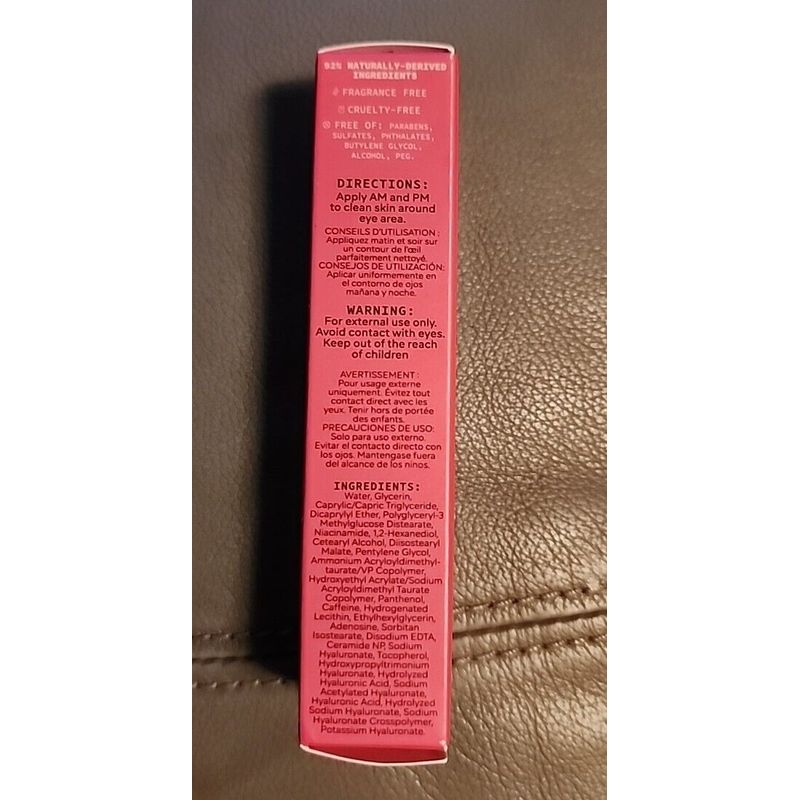 92% NATURALLY-DERIVED
INGREDIENTS
FRAGRANCE FREE
CRUELTY-FREE
FREE OF: PARABENS,
SULFATES, PHTHALATES,
BUTYLENE GLYCOL,
ALCOHOL, PEG.
DIRECTIONS:
Apply AM and PM
to clean skin around
eye area.
CONSEILS D'UTILISATION :
Appliquez matin et soir sur
un contour de l'œil
parfaitement nettoyé.
CONSEJOS DE UTILIZACIÓN:
Aplicar uniformemente en
el contorno de ojos
mañana y noche.
WARNING:
For external use only.
Avoid contact with eyes.
Keep out of the reach
of children
AVERTISSEMENT :
Pour usage externe
uniquement. Évitez tout
contact direct avec les
yeux. Tenir hors de portée
des enfants.
PRECAUCIONES DE USO:
Solo para uso externo.
Evitar el contacto directo con
los ojos. Mantengase fuera
del alcance de los ninos.
INGREDIENTS:
Water, Glycerin,
Caprylic/Capric Triglyceride,
Dicaprylyl Ether, Polyglyceryl-3
Methylglucose Distearate,
Niacinamide, 1,2-Hexanediol,
Cetearyl Alcohol, Diisostearyl
Malate, Pentylene Glycol,
Ammonium Acryloyldimethyl-
taurate/VP Copolymer,
Hydroxyethyl Acrylate/Sodium
Acryloyldimethyl Taurate
Copolymer, Panthenol,
Caffeine, Hydrogenated
Lecithin, Ethylhexylglycerin,
Adenosine, Sorbitan
Isostearate, Disodium EDTA,
Ceramide NP, Sodium
Hyaluronate, Tocopherol,
Hydroxypropyltrimonium
Hyaluronate, Hydrolyzed
Hyaluronic Acid, Sodium
Acetylated Hyaluronate,
Hyaluronic Acid, Hydrolyzed
Sodium Hyaluronate, Sodium
Hyaluronate Crosspolymer,
Potassium Hyaluronate.